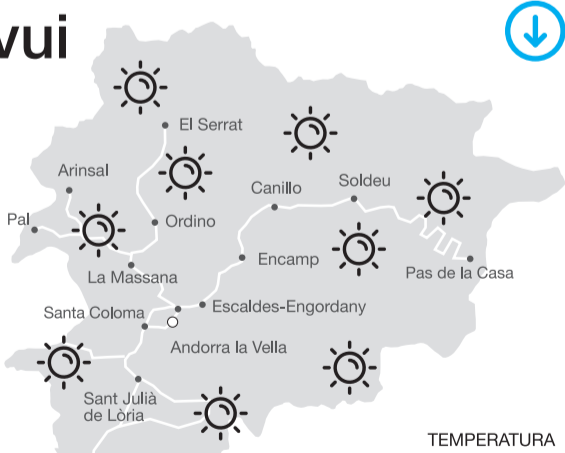 vui
El Serrat
Arinsal
Canillo
Soldeu
Pal
Ordino
Encamp
La Massana
Pas de la Casa
Santa Coloma
Escaldes-Engordany
Andorra la Vella
Sant Julià
de Lòria
TEMPERATURA